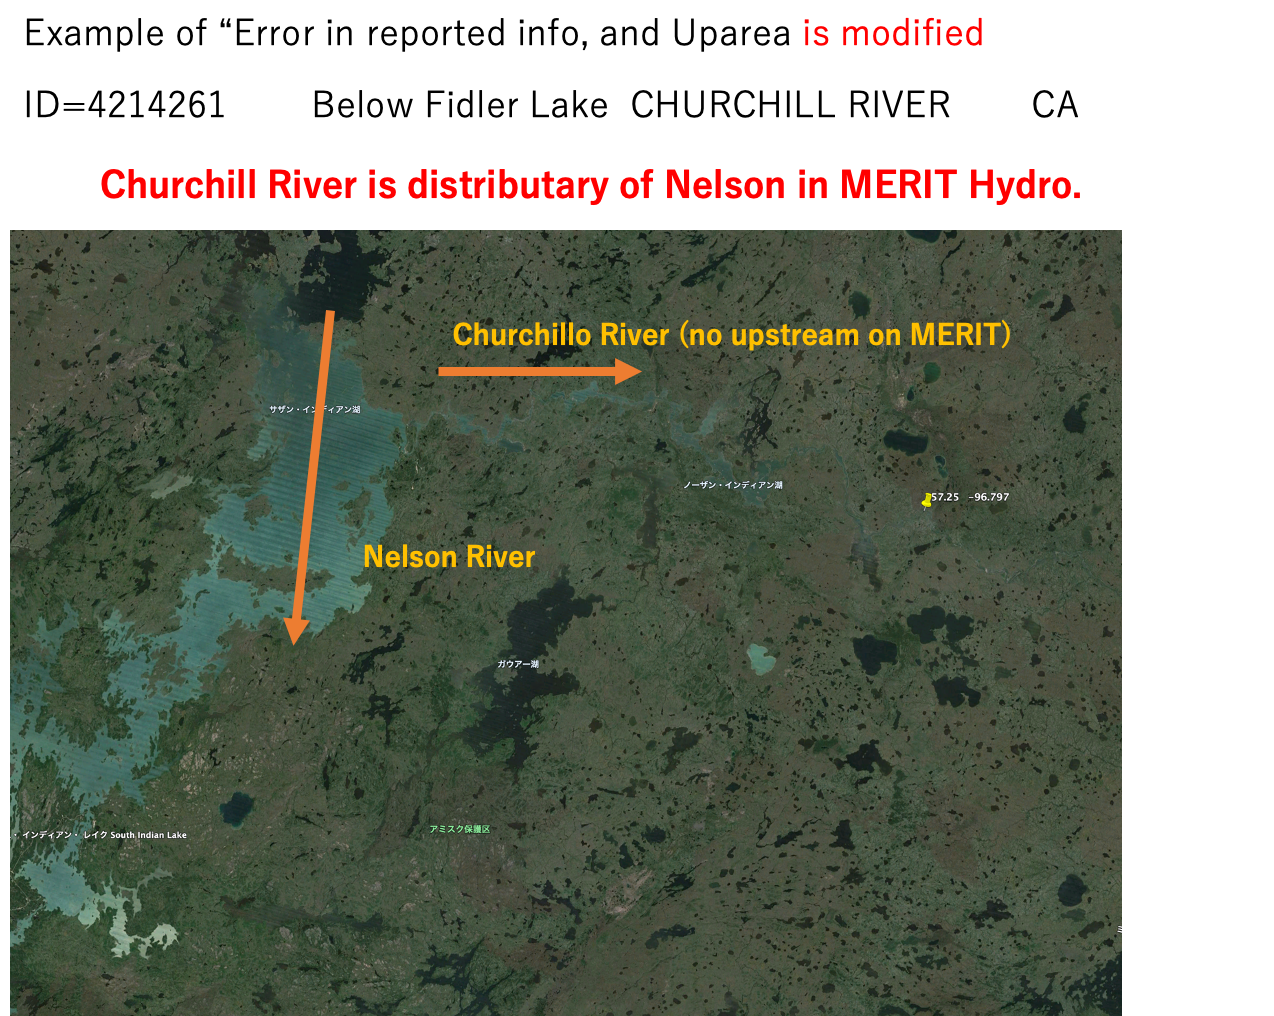 Example of “Error in reported info, and Uparea is modified
ID=4214261 Below Fidler Lake CHURCHILL RIVER CA
Churchill River is distributary of Nelson in MERIT Hydro.
Churchillo River (no upstream on MERIT)
サザン・インディアン湖
ノーザン・インディアン湖
57.25 -96.797
Nelson River
ガウアー湖
アミスク保護区
・インディアン・ レイク South Indian Lake
ミ